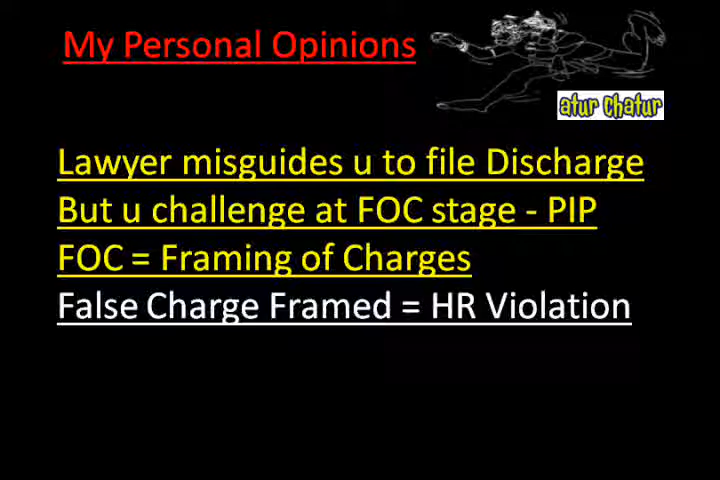 My Personal Opinions
atur chatur
Lawyer misguides u to file Discharge
But u challenge at FOC stage - PIP
FOC = Framing of Charges
False Charge Framed = HR Violation